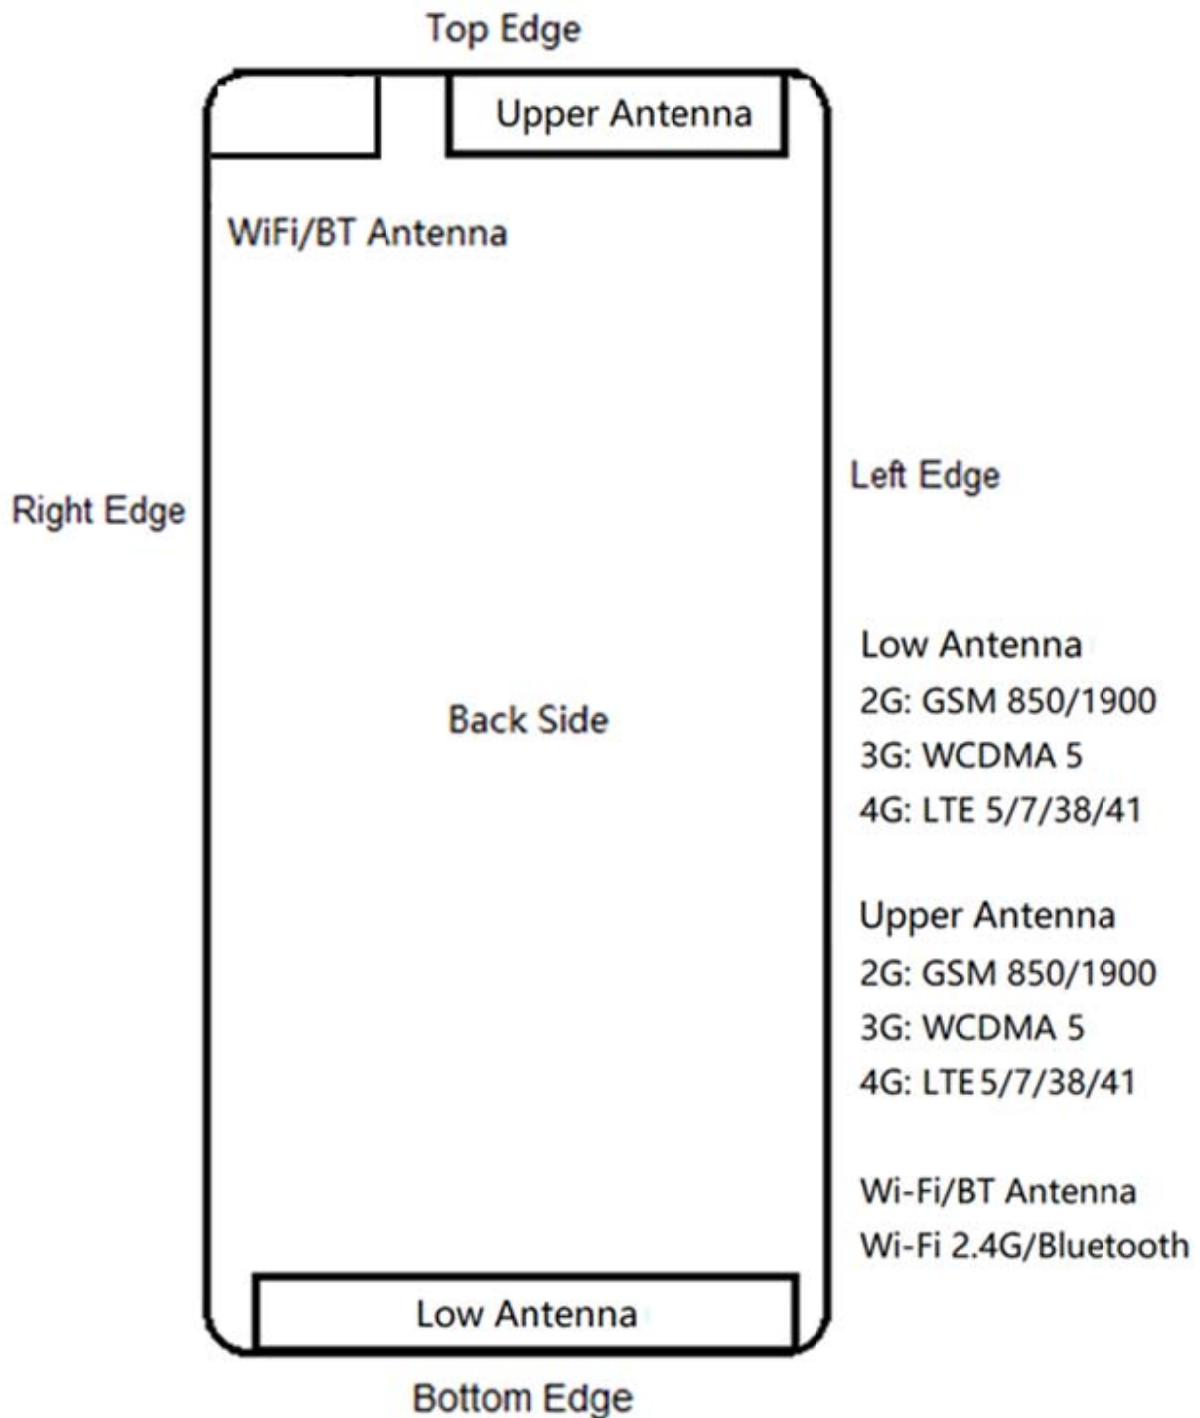 Top Edge
Upper Antenna
WiFi/BT Antenna
Left Edge
Right Edge
Low Antenna
2G: GSM 850/1900
3G: WCDMA 5
4G: LTE 5/7/38/41
Back Side
Upper Antenna
2G: GSM 850/1900
3G: WCDMA 5
4G: LTE5/7/38/41
Wi-Fi/BT Antenna
Wi-Fi 2.4G/Bluetooth
Low Antenna
Bottom Edge